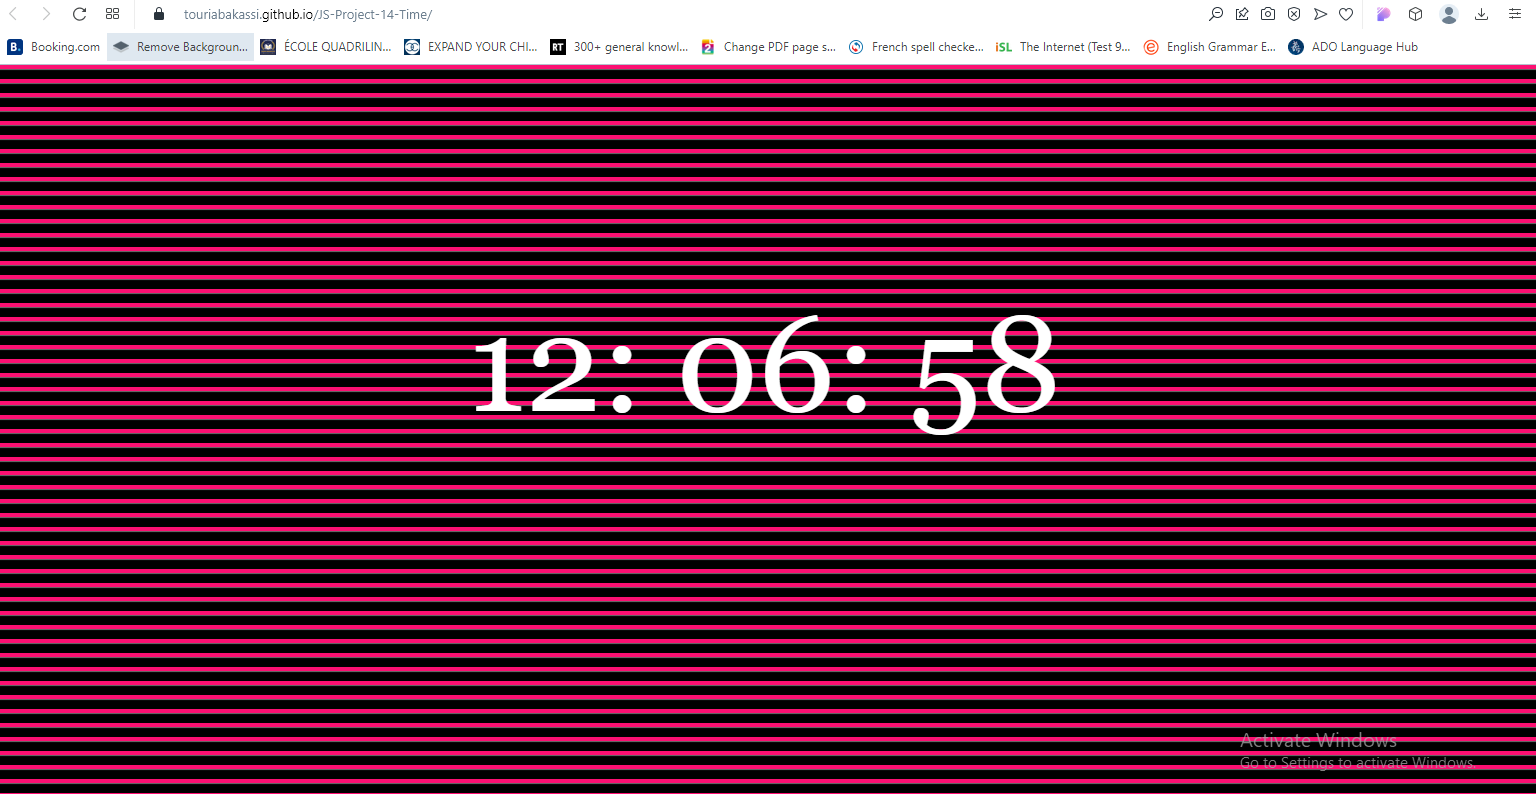 touriabakassi.github.io/JS-Project-14-Time/
B. Booking.com Remove Backgroun... ÉCOLE QUADRILIN... EXPAND YOUR CHI... RT 300+ general knowl... 2 Change PDF page s... French spell checke... iSL The Internet (Test 9... e English Grammar E... ADO Language Hub
12: 06: 58
Activate Windows
Go to Settings to activate Windows.